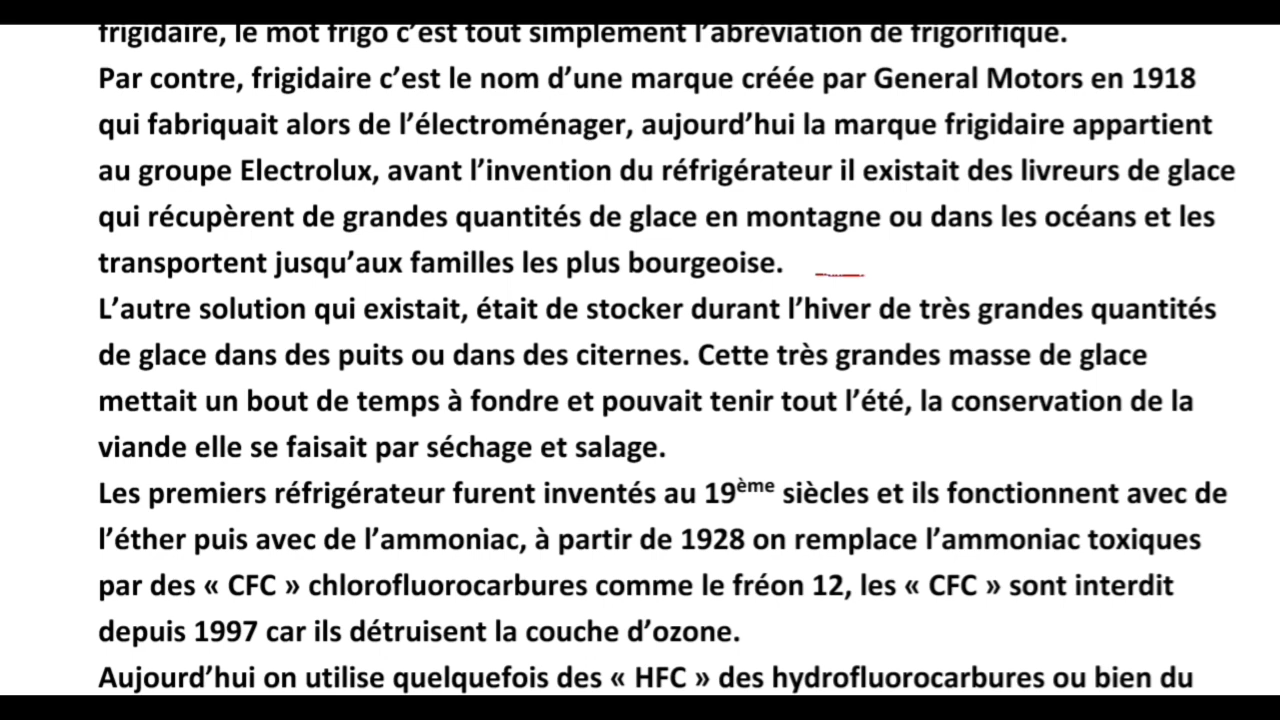 frigidaire, le mot frigo c’est tout simplement l’abréviation de frigorifique.
Par contre, frigidaire c’est le nom d’une marque créée par General Motors en 1918
qui fabriquait alors de l’électroménager, aujourd’hui la marque frigidaire appartient
au groupe Electrolux, avant l’invention du réfrigérateur il existait des livreurs de glace
qui récupèrent de grandes quantités de glace en montagne ou dans les océans et les
transportent jusqu’aux familles les plus bourgeoise.
L’autre solution qui existait, était de stocker durant l’hiver de très grandes quantités
de glace dans des puits ou dans des citernes. Cette très grandes masse de glace
mettait un bout de temps à fondre et pouvait tenir tout l’été, la conservation de la
viande elle se faisait par séchage et salage.
Les premiers réfrigérateur furent inventés au 19ème siècles et ils fonctionnent avec de
l’éther puis avec de l’ammoniac, à partir de 1928 on remplace l’ammoniac toxiques
par des « CFC » chlorofluorocarbures comme le fréon 12, les « CFC » sont interdit
depuis 1997 car ils détruisent la couche d’ozone.
Aujourd’hui on utilise quelquefois des « HFC » des hydrofluorocarbures ou bien du